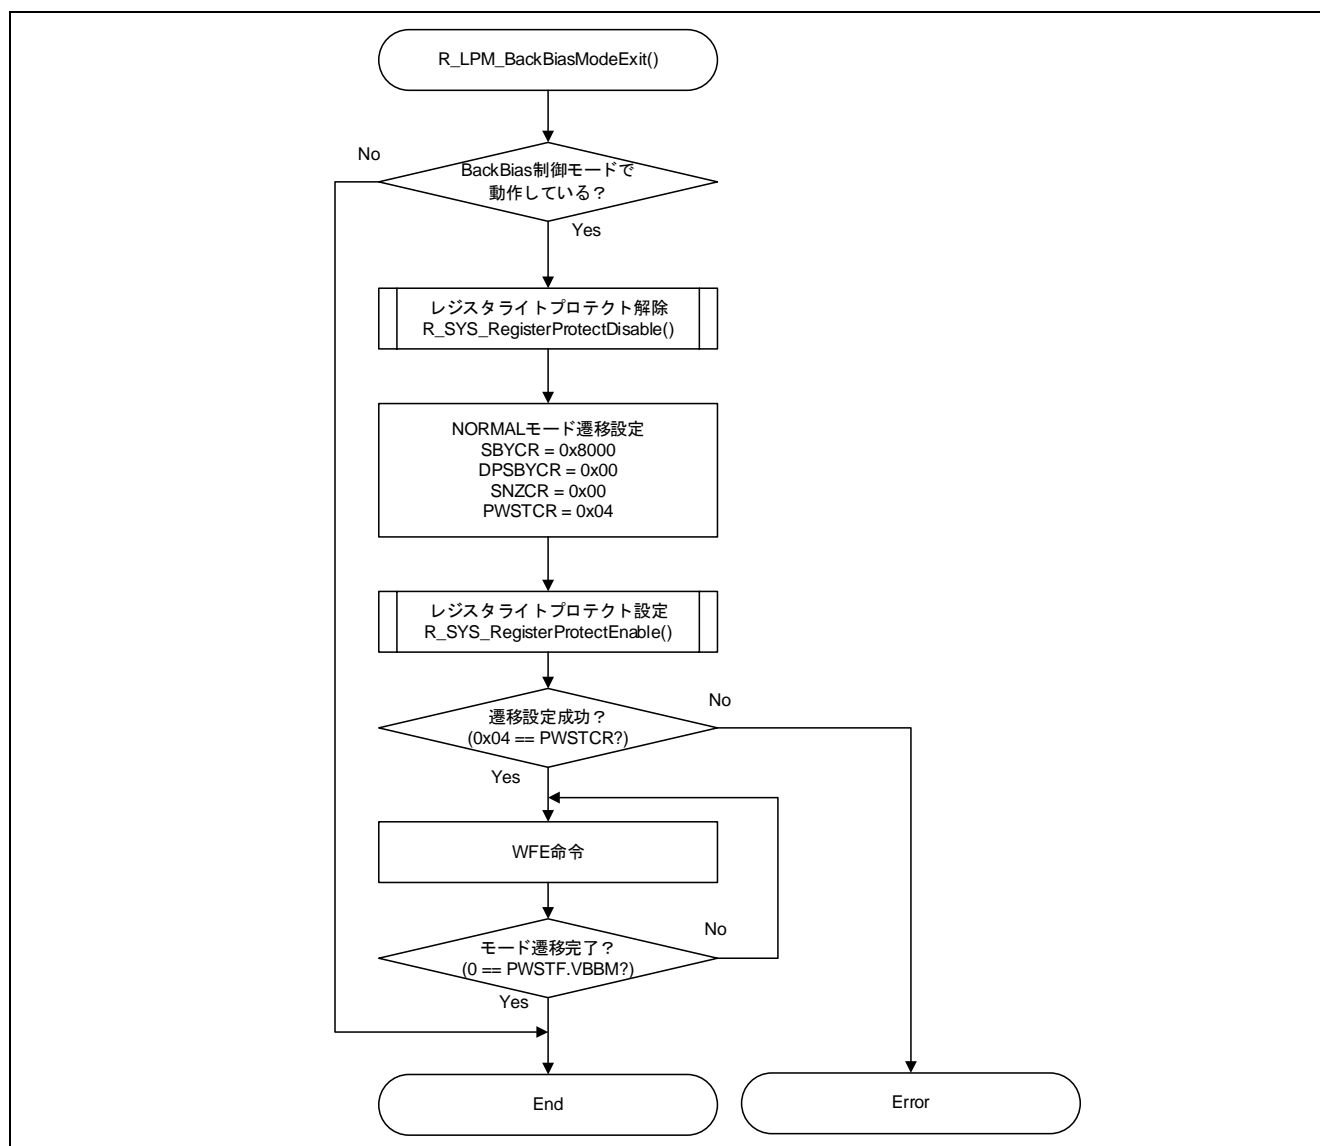 R_LPM_BackBiasModeExit()
No
BackBias制御モードで
動作している？
Yes
レジスタライトプロテクト解除
R_SYS_RegisterProtectDisable()
NORMALモード遷移設定
SBYCR = 0x8000
DPSBYCR = 0x00
SNZCR = 0x00
PWSTCR = 0x04
レジスタライトプロテクト設定
R_SYS_RegisterProtectEnable()
No
遷移設定成功？
(0x04 == PWSTCR?)
Yes
WFE命令
No
モード遷移完了？
(0 == PWSTF.VBBM?)
Yes
End
Error